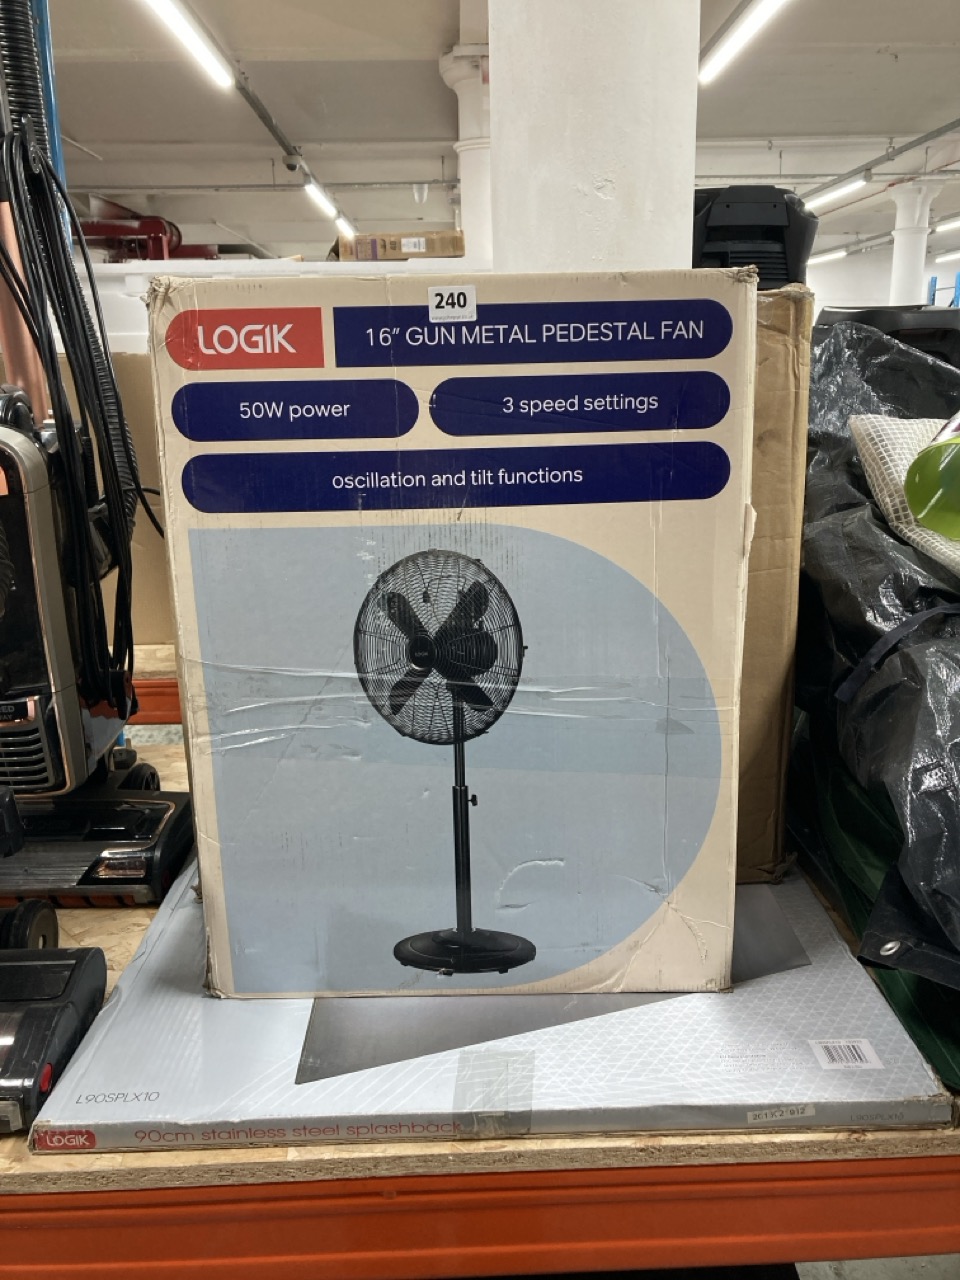 240
LOGIK
16" GUN METAL PEDESTAL FAN
50W power
3 speed settings
oscillation and tilt functions
L90SPLX10
LOGIK
90cm stainless steel splashback
L90SPLX10